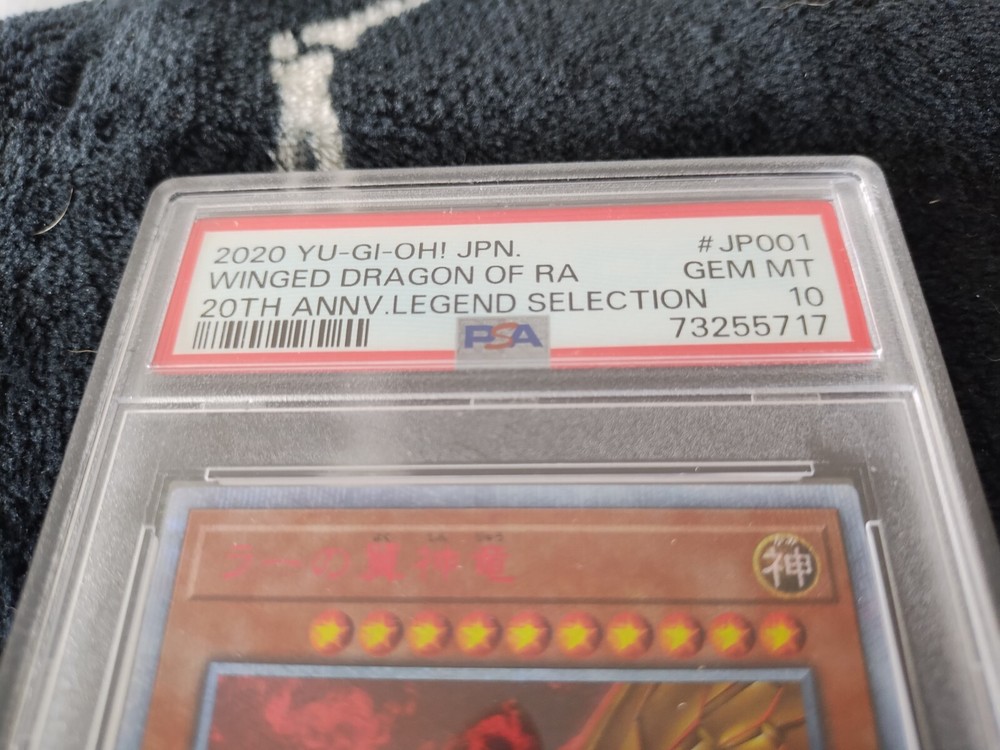 2020 YU-GI-OH! JPN. #JP001
WINGED DRAGON OF RA GEM MT
20TH ANNV.LEGEND SELECTION 10
PSA 73255717
ラーの翼神竜
神